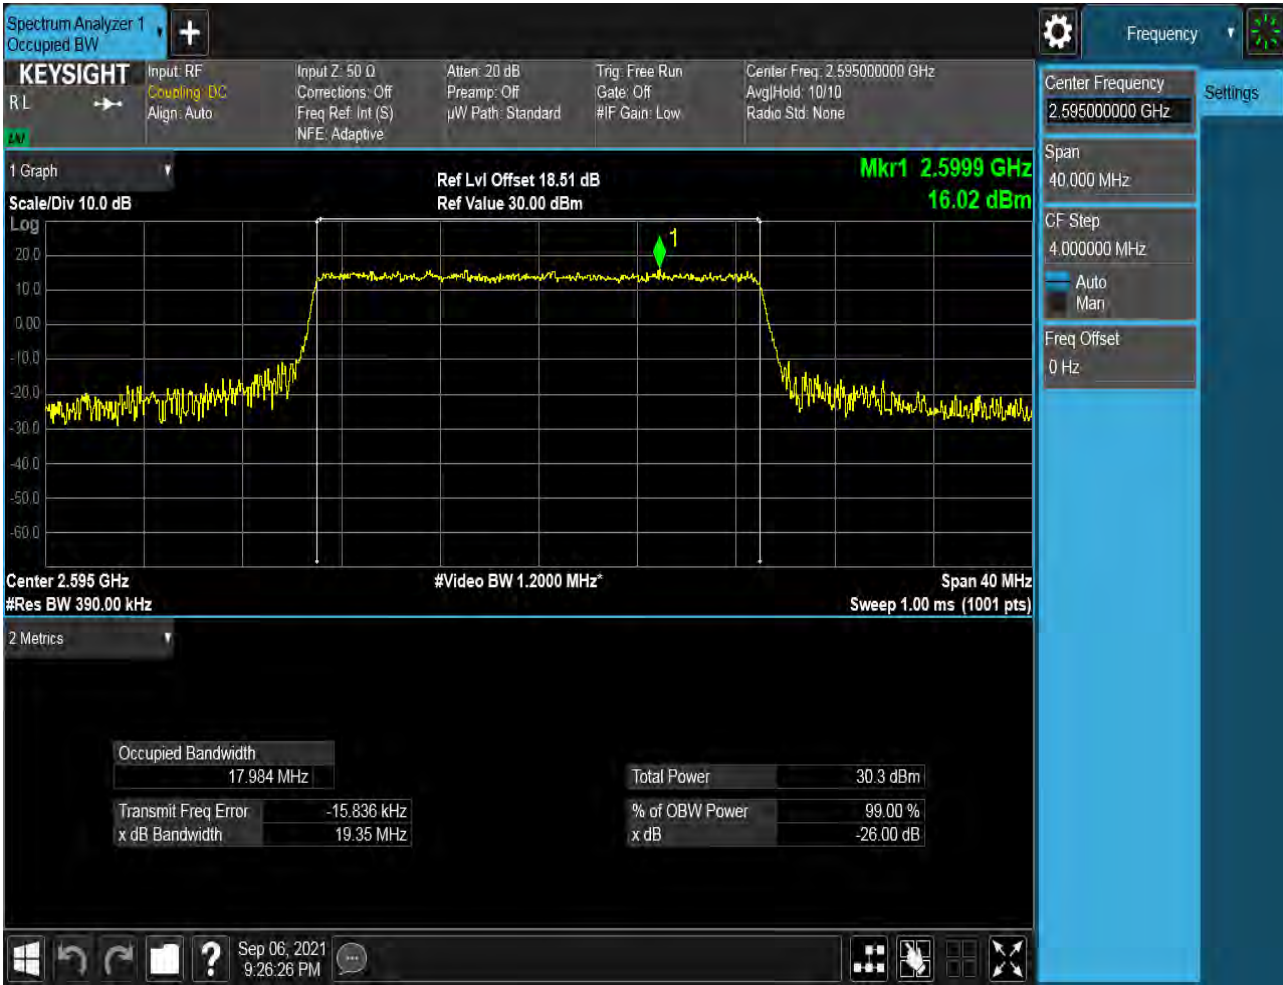 Spectrum Analyzer 1
Occupied BW
Frequency
KEYSIGHT
R L
Input: RF
Coupling: DC
Align: Auto
Input Z: 50 Ω
Corrections: Off
Freq Ref: Int (S)
NFE: Adaptive
Atten: 20 dB
Preamp: Off
µW Path: Standard
Trig: Free Run
Gate: Off
#IF Gain: Low
Center Freq: 2.595000000 GHz
Avg|Hold: 10/10
Radio Std: None
Center Frequency
2.595000000 GHz
Settings
Span
40.000 MHz
CF Step
4.000000 MHz
Auto
Man
Freq Offset
0 Hz
1 Graph
Scale/Div 10.0 dB
Ref Lvl Offset 18.51 dB
Ref Value 30.00 dBm
Mkr1 2.5999 GHz
16.02 dBm
Log
1
20.0
10.0
0.00
-10.0
-20.0
-30.0
-40.0
-50.0
-60.0
Center 2.595 GHz
#Video BW 1.2000 MHz*
Span 40 MHz
#Res BW 390.00 kHz
Sweep 1.00 ms (1001 pts)
2 Metrics
Occupied Bandwidth
17.984 MHz
Total Power 30.3 dBm
Transmit Freq Error -15.836 kHz
% of OBW Power 99.00 %
x dB Bandwidth 19.35 MHz
x dB -26.00 dB
?
Sep 06, 2021
9:26:26 PM